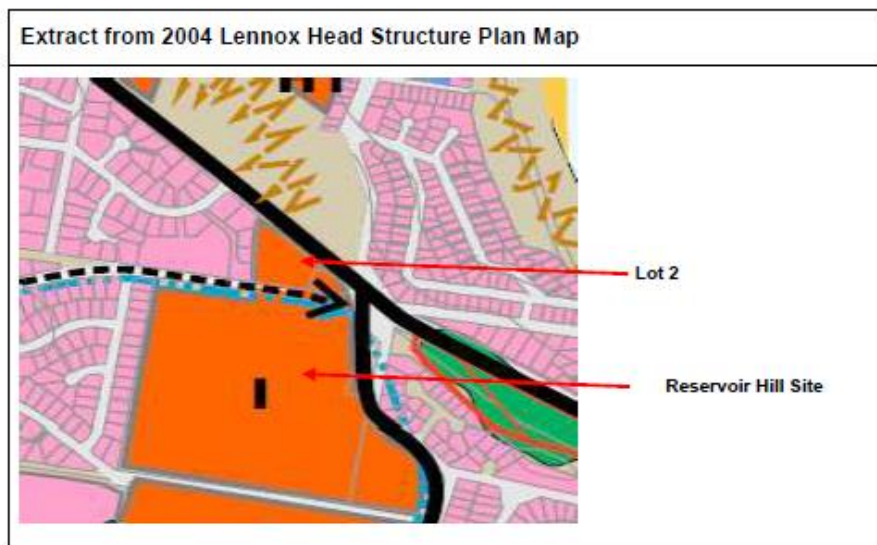 Extract from 2004 Lennox Head Structure Plan Map
Lot 2
Reservoir Hill Site
I